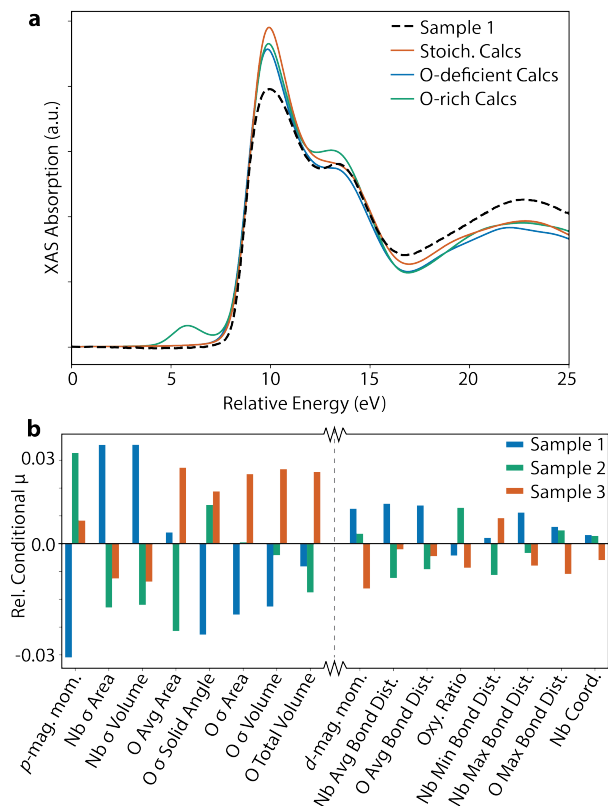 a
Sample 1
Stoich. Calcs
O-deficient Calcs
O-rich Calcs
XAS Absorption (a.u.)
0 5 10 15 20 25
Relative Energy (eV)
b
Sample 1
Sample 2
Sample 3
Rel. Conditional μ
0.03
0.0
-0.03
p-mag. mom.
Nb σ Area
Nb σ Volume
O Avg Area
O σ Solid Angle
O σ Area
O σ Volume
O Total Volume
d-mag. mom.
Nb Avg Bond Dist.
O Avg Bond Dist.
Oxy. Ratio
Nb Min Bond Dist.
Nb Max Bond Dist.
O Max Bond Dist.
Nb Coord.